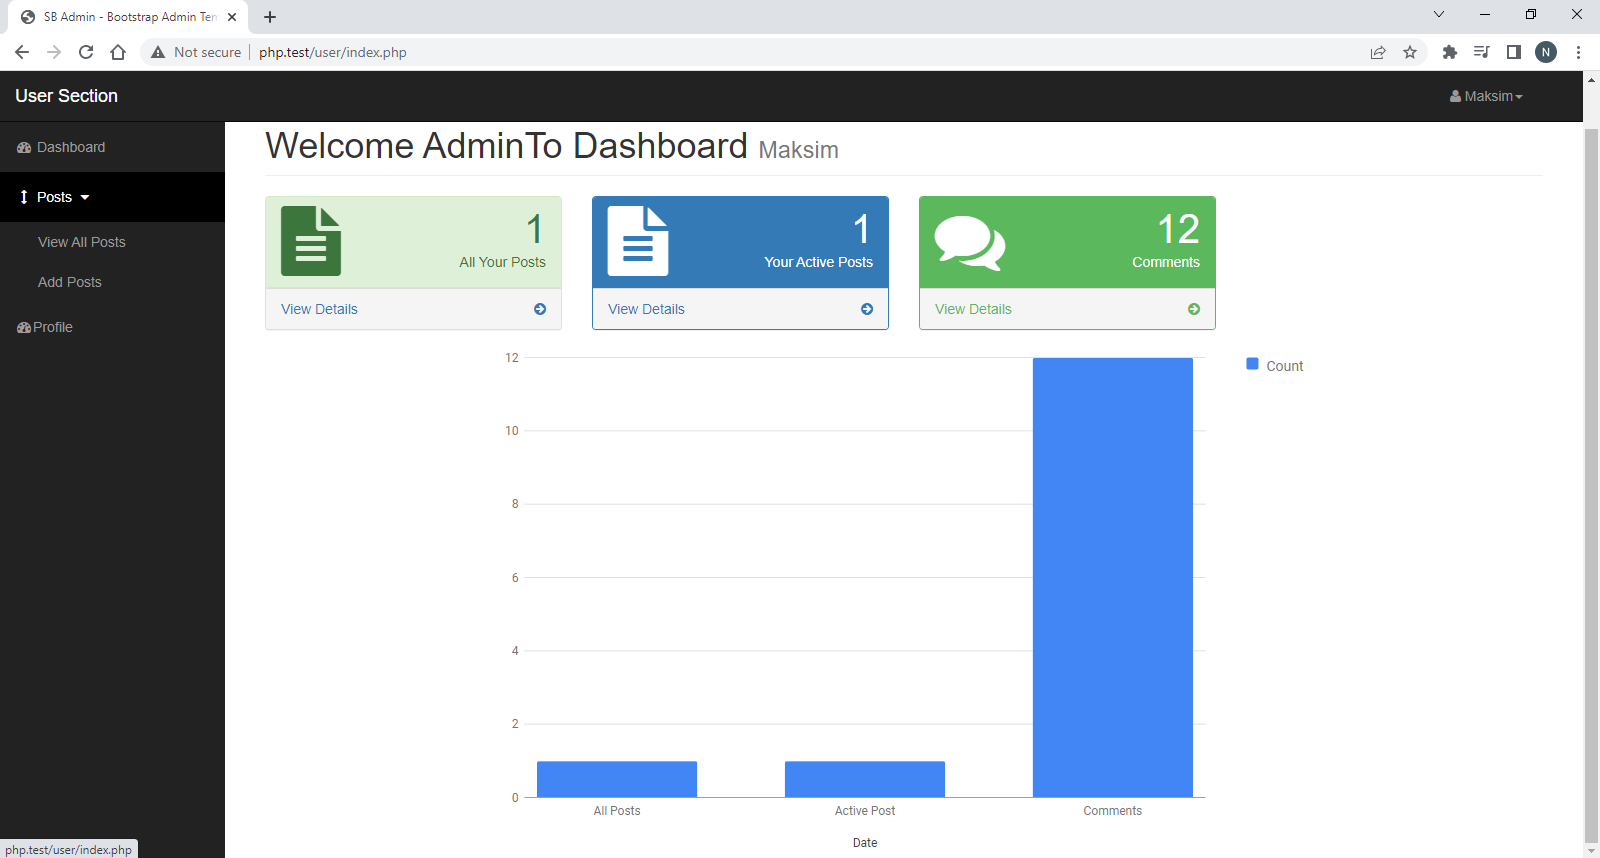 SB Admin - Bootstrap Admin Tem
Not secure
php.test/user/index.php
N
User Section
Maksim
Dashboard
Posts
View All Posts
Add Posts
Profile
Welcome AdminTo Dashboard Maksim
1
All Your Posts
View Details
1
Your Active Posts
View Details
12
Comments
View Details
12
10
8
6
4
2
0
Count
All Posts
Active Post
Comments
Date
php.test/user/index.php